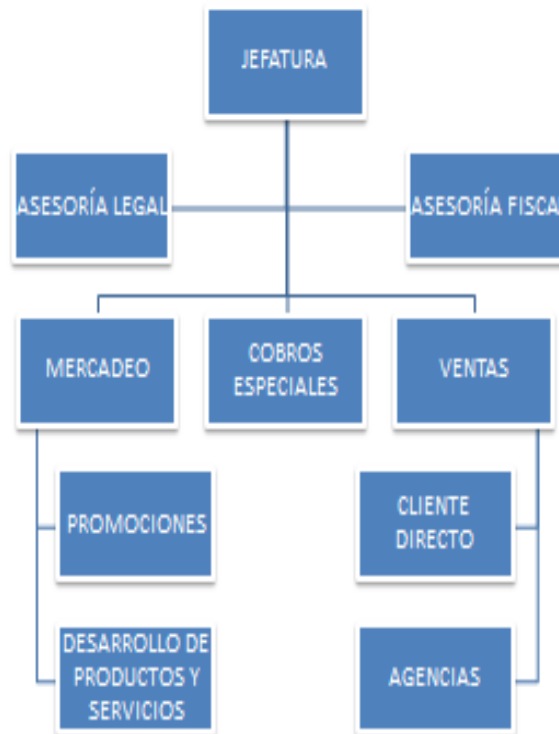 JEFATURA
ASESORÍA LEGAL
ASESORÍA FISCA
MERCADEO
COBROS
ESPECIALES
VENTAS
PROMOCIONES
CLIENTE
DIRECTO
DESARROLLO DE
PRODUCTOS Y
SERVICIOS
AGENCIAS